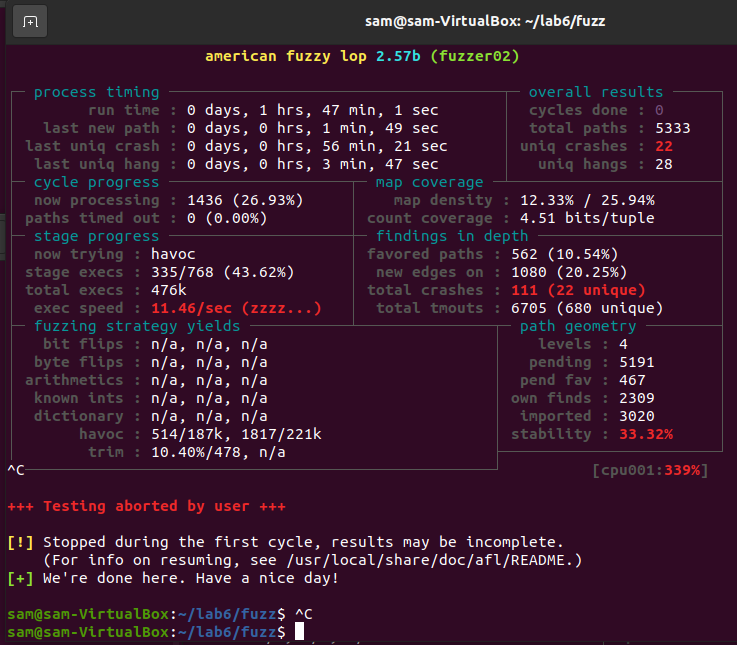 sam@sam-VirtualBox: ~/lab6/fuzz
american fuzzy lop 2.57b (fuzzer02)
process timing overall results
run time : 0 days, 1 hrs, 47 min, 1 sec cycles done : 0
last new path : 0 days, 0 hrs, 1 min, 49 sec total paths : 5333
last uniq crash : 0 days, 0 hrs, 56 min, 21 sec uniq crashes : 22
last uniq hang : 0 days, 0 hrs, 3 min, 47 sec uniq hangs : 28
cycle progress map coverage
now processing : 1436 (26.93%) map density : 12.33% / 25.94%
paths timed out : 0 (0.00%) count coverage : 4.51 bits/tuple
stage progress findings in depth
now trying : havoc favored paths : 562 (10.54%)
stage execs : 335/768 (43.62%) new edges on : 1080 (20.25%)
total execs : 476k total crashes : 111 (22 unique)
exec speed : 11.46/sec (zzzz...) total tmouts : 6705 (680 unique)
fuzzing strategy yields path geometry
bit flips : n/a, n/a, n/a levels : 4
byte flips : n/a, n/a, n/a pending : 5191
arithmetics : n/a, n/a, n/a pend fav : 467
known ints : n/a, n/a, n/a own finds : 2309
dictionary : n/a, n/a, n/a imported : 3020
havoc : 514/187k, 1817/221k stability : 33.32%
trim : 10.40%/478, n/a
^C [cpu001:339%]
+++ Testing aborted by user +++
[!] Stopped during the first cycle, results may be incomplete.
(For info on resuming, see /usr/local/share/doc/afl/README.)
[+] We're done here. Have a nice day!
sam@sam-VirtualBox:~/lab6/fuzz$ ^C
sam@sam-VirtualBox:~/lab6/fuzz$